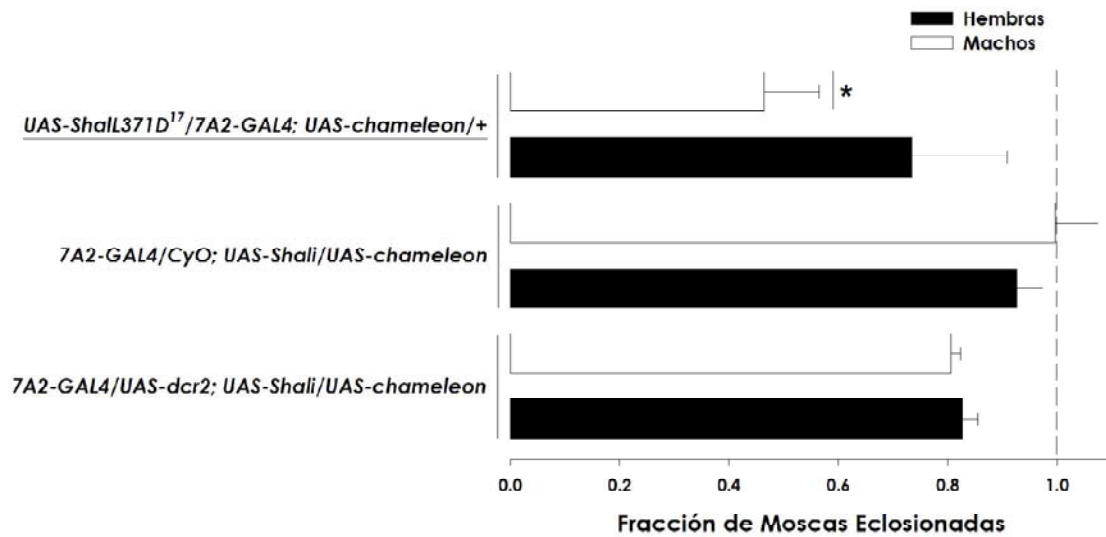 Hembras
Machos
UAS-ShalL371D¹⁷/7A2-GAL4; UAS-chameleon/+
*
7A2-GAL4/CyO; UAS-Shali/UAS-chameleon
7A2-GAL4/UAS-dcr2; UAS-Shali/UAS-chameleon
0.0 0.2 0.4 0.6 0.8 1.0
Fracción de Moscas Eclosionadas